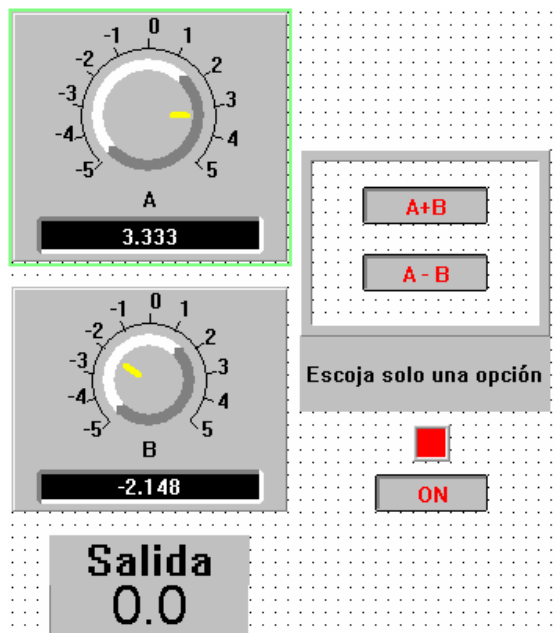 -5 -4 -3 -2 -1 0 1 2 3 4 5
A
3.333
-5 -4 -3 -2 -1 0 1 2 3 4 5
B
-2.148
Salida
0.0
A+B
A - B
Escoja solo una opción
ON